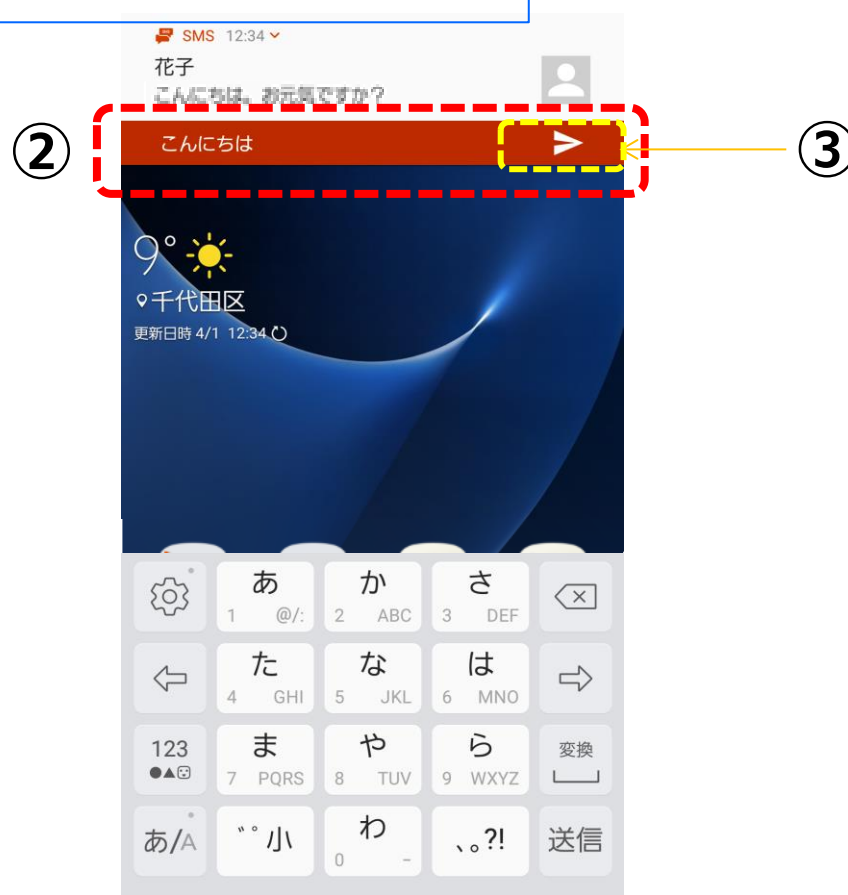 SMS 12:34
花子
こんにちは。お元気ですか?
② こんにちは ③
9°
千代田区
更新日時 4/1 12:34
あ か さ
1 @/: 2 ABC 3 DEF
た な は
4 GHI 5 JKL 6 MNO
123 ま や ら 変換
●▲ 7 PQRS 8 TUV 9 WXYZ
あ/A ゛゜小 わ 、。?! 送信
0 -